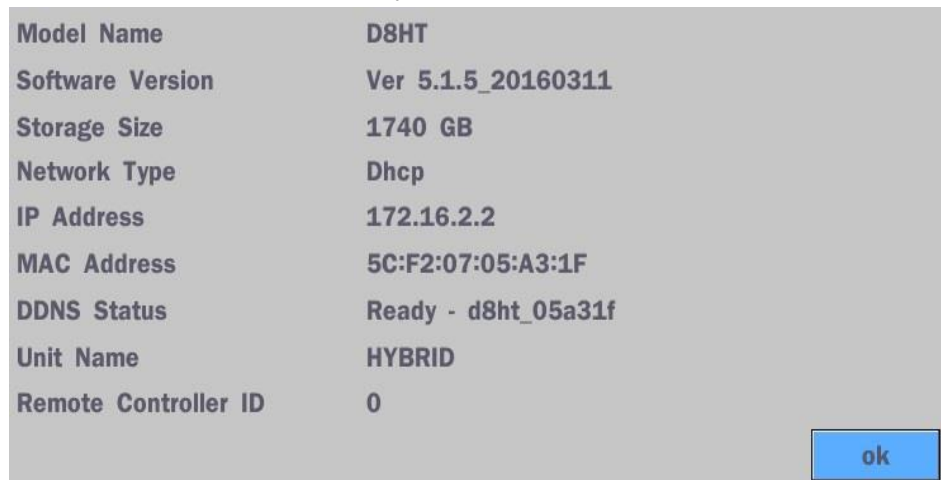 Model Name D8HT
Software Version Ver 5.1.5_20160311
Storage Size 1740 GB
Network Type Dhcp
IP Address 172.16.2.2
MAC Address 5C:F2:07:05:A3:1F
DDNS Status Ready - d8ht_05a31f
Unit Name HYBRID
Remote Controller ID 0
ok